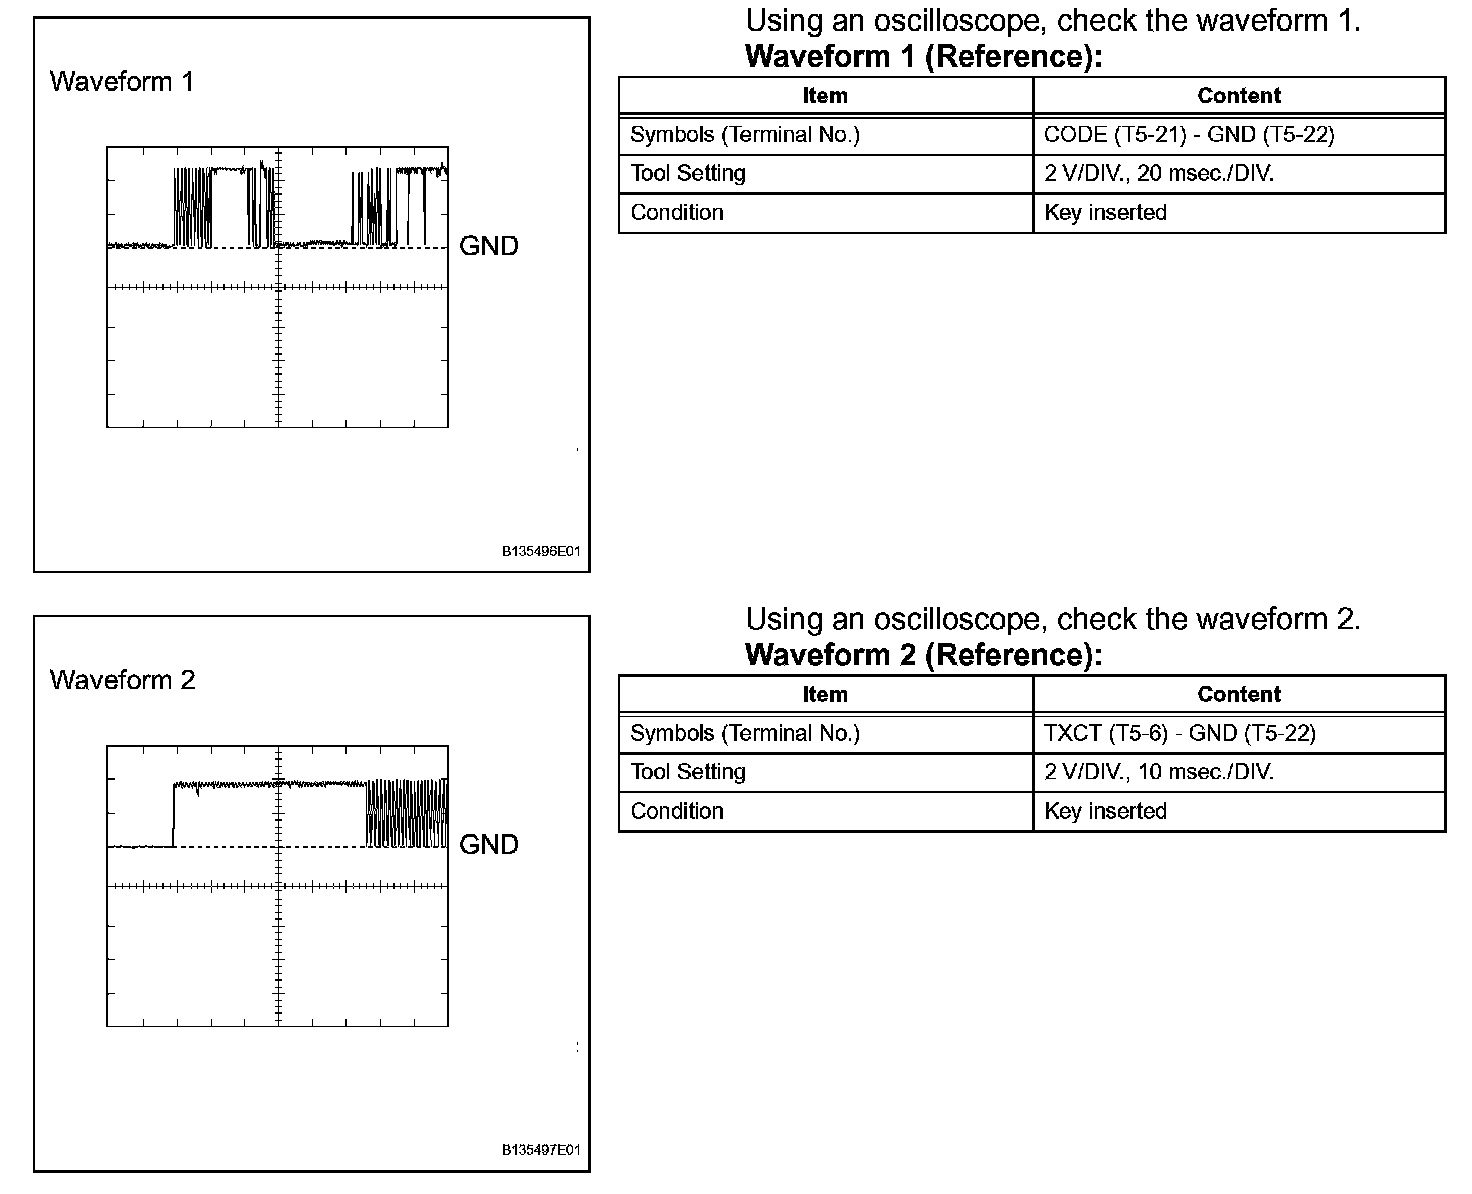 Using an oscilloscope, check the waveform 1.
Waveform 1 (Reference):
Waveform 1
GND
B135496E01
Item Content
Symbols (Terminal No.) CODE (T5-21) - GND (T5-22)
Tool Setting 2 V/DIV., 20 msec./DIV.
Condition Key inserted
Using an oscilloscope, check the waveform 2.
Waveform 2 (Reference):
Waveform 2
GND
B135497E01
Item Content
Symbols (Terminal No.) TXCT (T5-6) - GND (T5-22)
Tool Setting 2 V/DIV., 10 msec./DIV.
Condition Key inserted